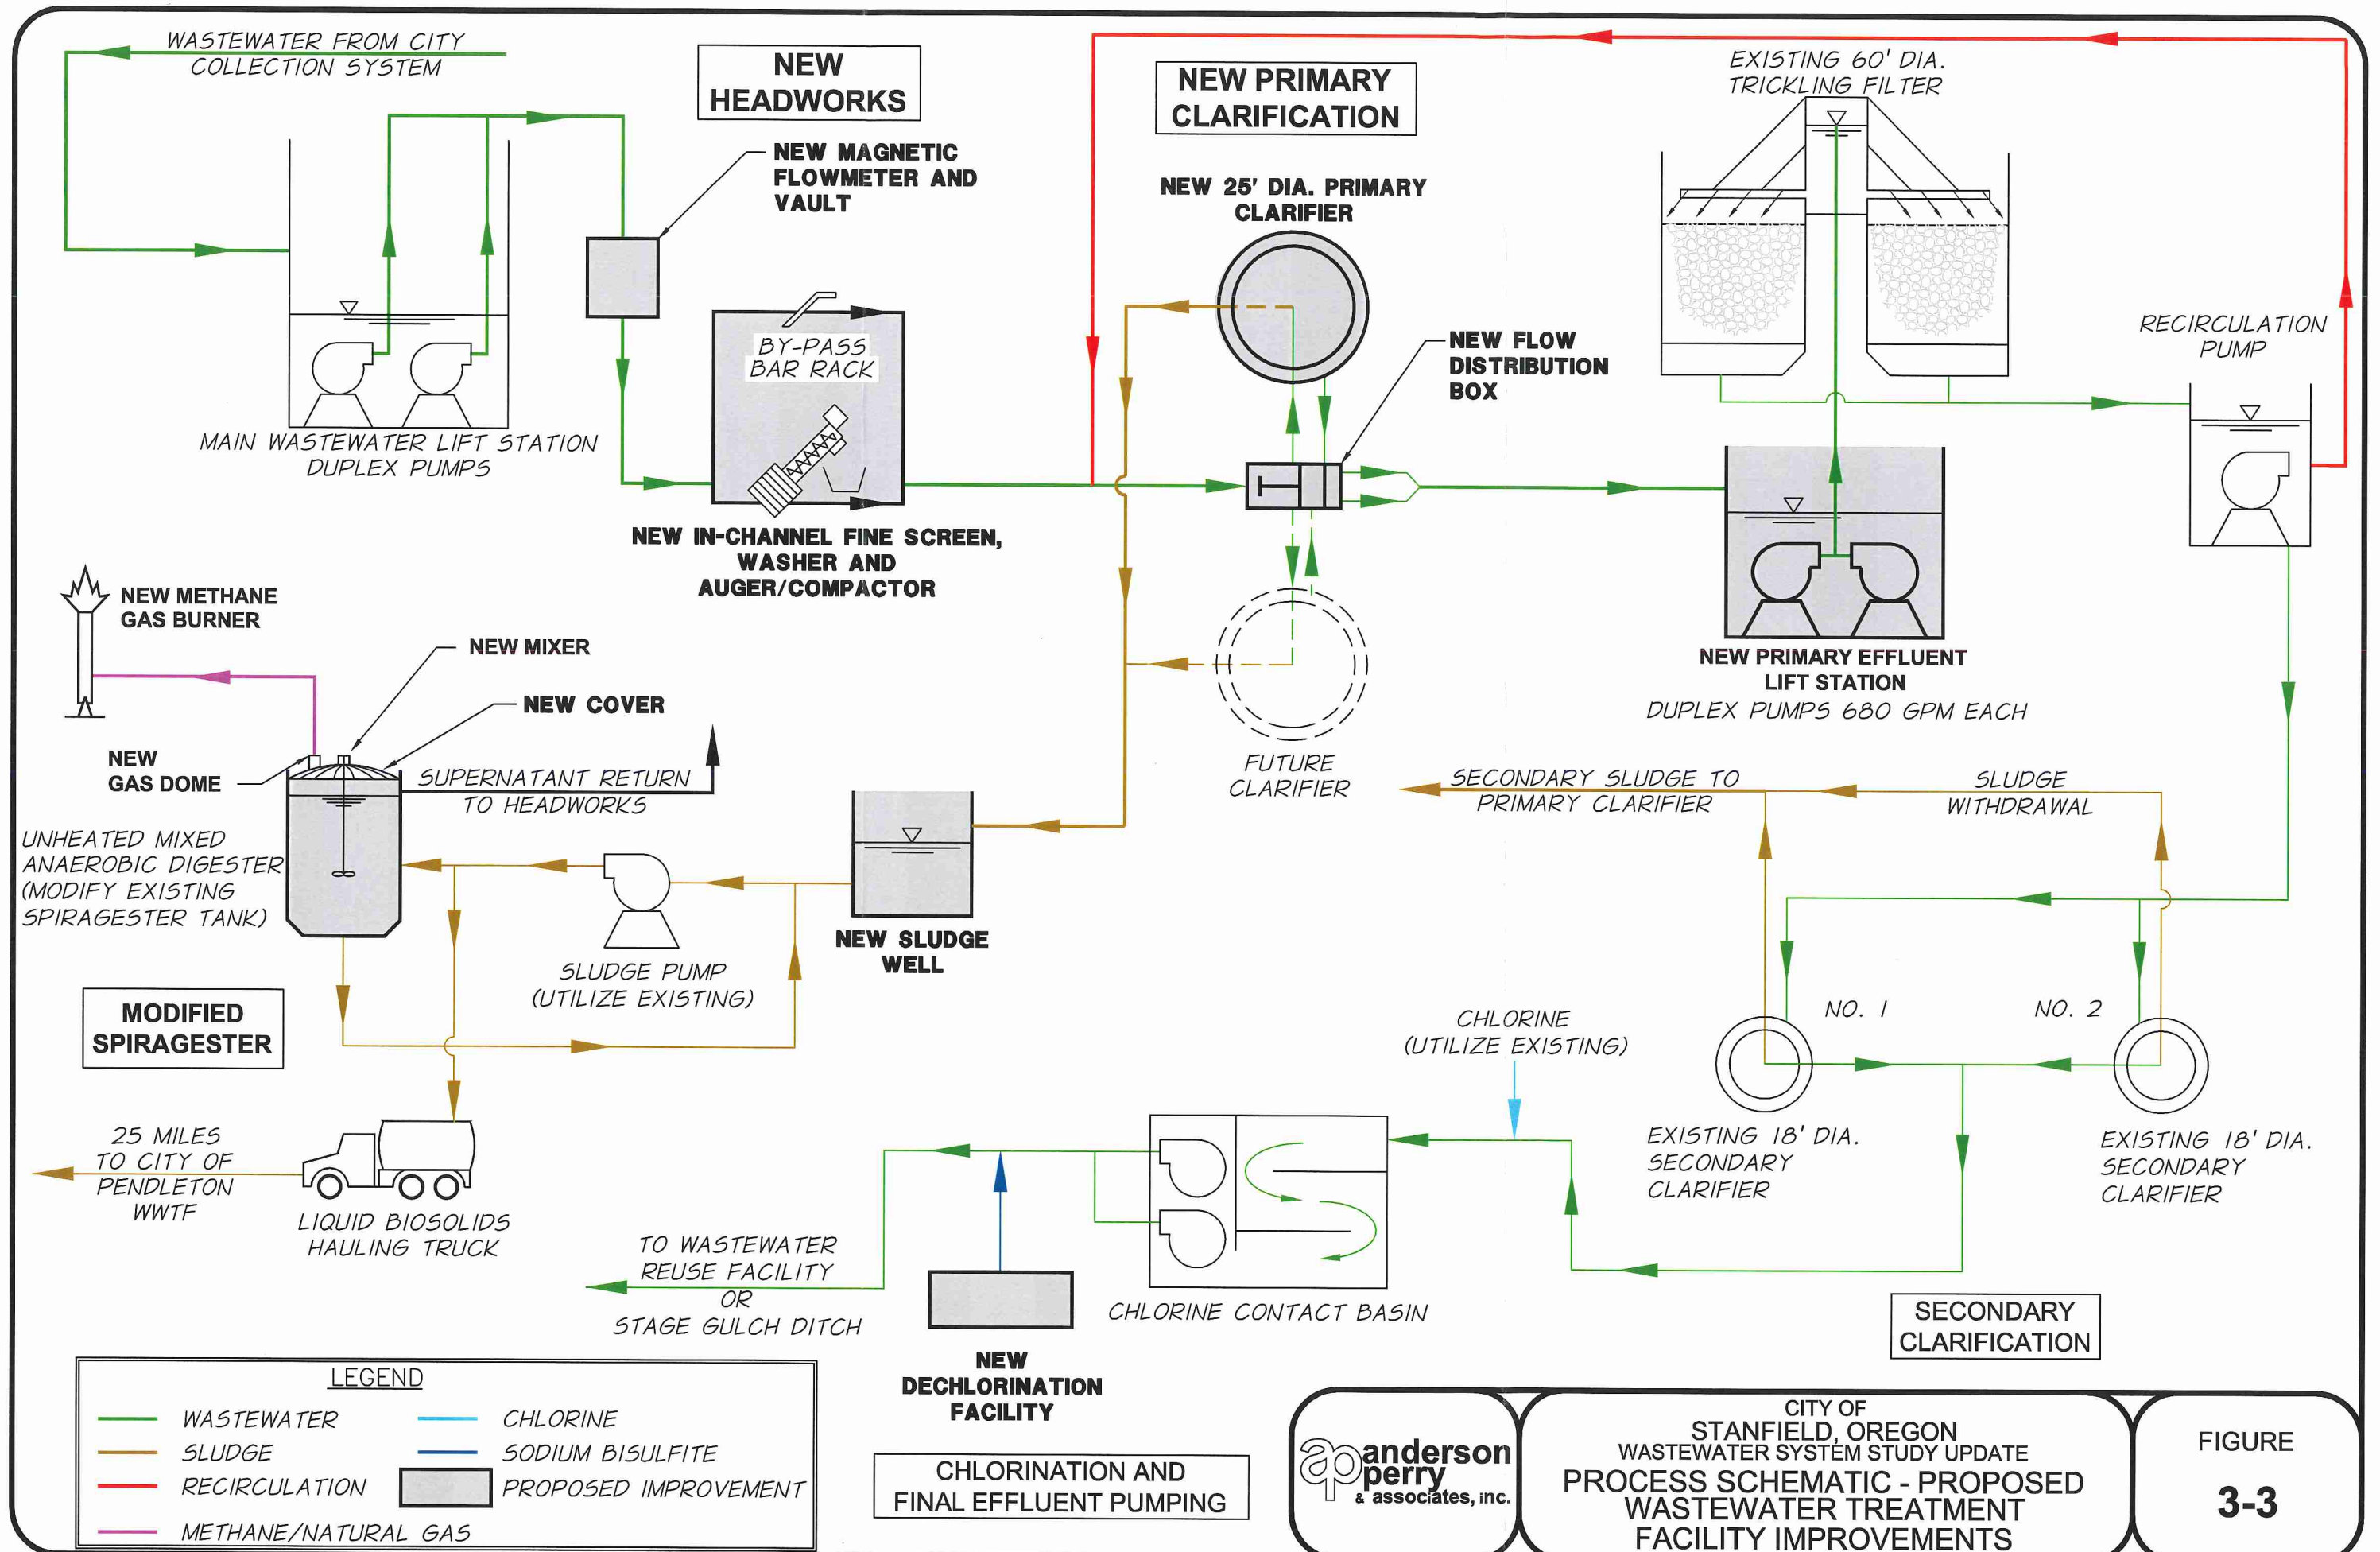 WASTEWATER FROM CITY
COLLECTION SYSTEM
NEW
HEADWORKS
NEW MAGNETIC
FLOWMETER AND
VAULT
NEW PRIMARY
CLARIFICATION
NEW 25' DIA. PRIMARY
CLARIFIER
EXISTING 60' DIA.
TRICKLING FILTER
RECIRCULATION
PUMP
BY-PASS
BAR RACK
NEW FLOW
DISTRIBUTION
BOX
MAIN WASTEWATER LIFT STATION
DUPLEX PUMPS
NEW IN-CHANNEL FINE SCREEN,
WASHER AND
AUGER/COMPACTOR
NEW METHANE
GAS BURNER
NEW MIXER
NEW COVER
NEW
GAS DOME
SUPERNATANT RETURN
TO HEADWORKS
FUTURE
CLARIFIER
NEW PRIMARY EFFLUENT
LIFT STATION
DUPLEX PUMPS 680 GPM EACH
SECONDARY SLUDGE TO
PRIMARY CLARIFIER
SLUDGE
WITHDRAWAL
UNHEATED MIXED
ANAEROBIC DIGESTER
(MODIFY EXISTING
SPIRAGESTER TANK)
SLUDGE PUMP
(UTILIZE EXISTING)
NEW SLUDGE
WELL
MODIFIED
SPIRAGESTER
CHLORINE
(UTILIZE EXISTING)
NO. 1
NO. 2
EXISTING 18' DIA.
SECONDARY
CLARIFIER
EXISTING 18' DIA.
SECONDARY
CLARIFIER
25 MILES
TO CITY OF
PENDLETON
WWTF
LIQUID BIOSOLIDS
HAULING TRUCK
TO WASTEWATER
REUSE FACILITY
OR
STAGE GULCH DITCH
CHLORINE CONTACT BASIN
NEW
DECHLORINATION
FACILITY
SECONDARY
CLARIFICATION
CHLORINATION AND
FINAL EFFLUENT PUMPING
LEGEND
WASTEWATER
SLUDGE
RECIRCULATION
METHANE/NATURAL GAS
CHLORINE
SODIUM BISULFITE
PROPOSED IMPROVEMENT
ap
anderson
perry
& associates, inc.
CITY OF
STANFIELD, OREGON
WASTEWATER SYSTEM STUDY UPDATE
PROCESS SCHEMATIC - PROPOSED
WASTEWATER TREATMENT
FACILITY IMPROVEMENTS
FIGURE
3-3